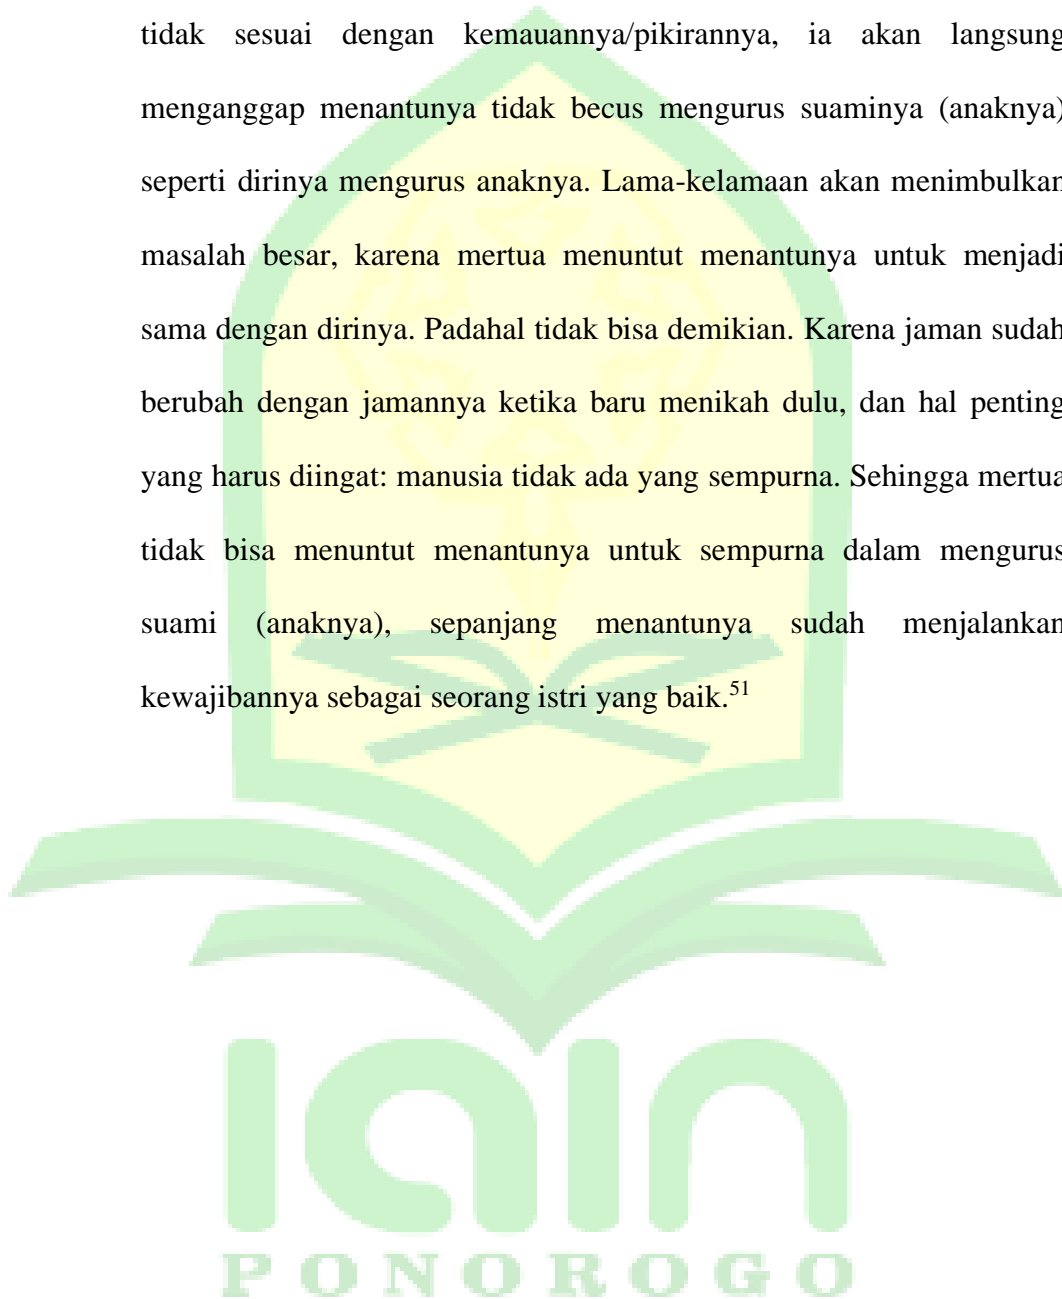 tidak sesuai dengan kemauannya/pikirannya, ia akan langsung
menganggap menantunya tidak becus mengurus suaminya (anaknya)
seperti dirinya mengurus anaknya. Lama-kelamaan akan menimbulkan
masalah besar, karena mertua menuntut menantunya untuk menjadi
sama dengan dirinya. Padahal tidak bisa demikian. Karena jaman sudah
berubah dengan jamannya ketika baru menikah dulu, dan hal penting
yang harus diingat: manusia tidak ada yang sempurna. Sehingga mertua
tidak bisa menuntut menantunya untuk sempurna dalam mengurus
suami (anaknya), sepanjang menantunya sudah menjalankan
kewajibannya sebagai seorang istri yang baik.51
iain
PONOROGO